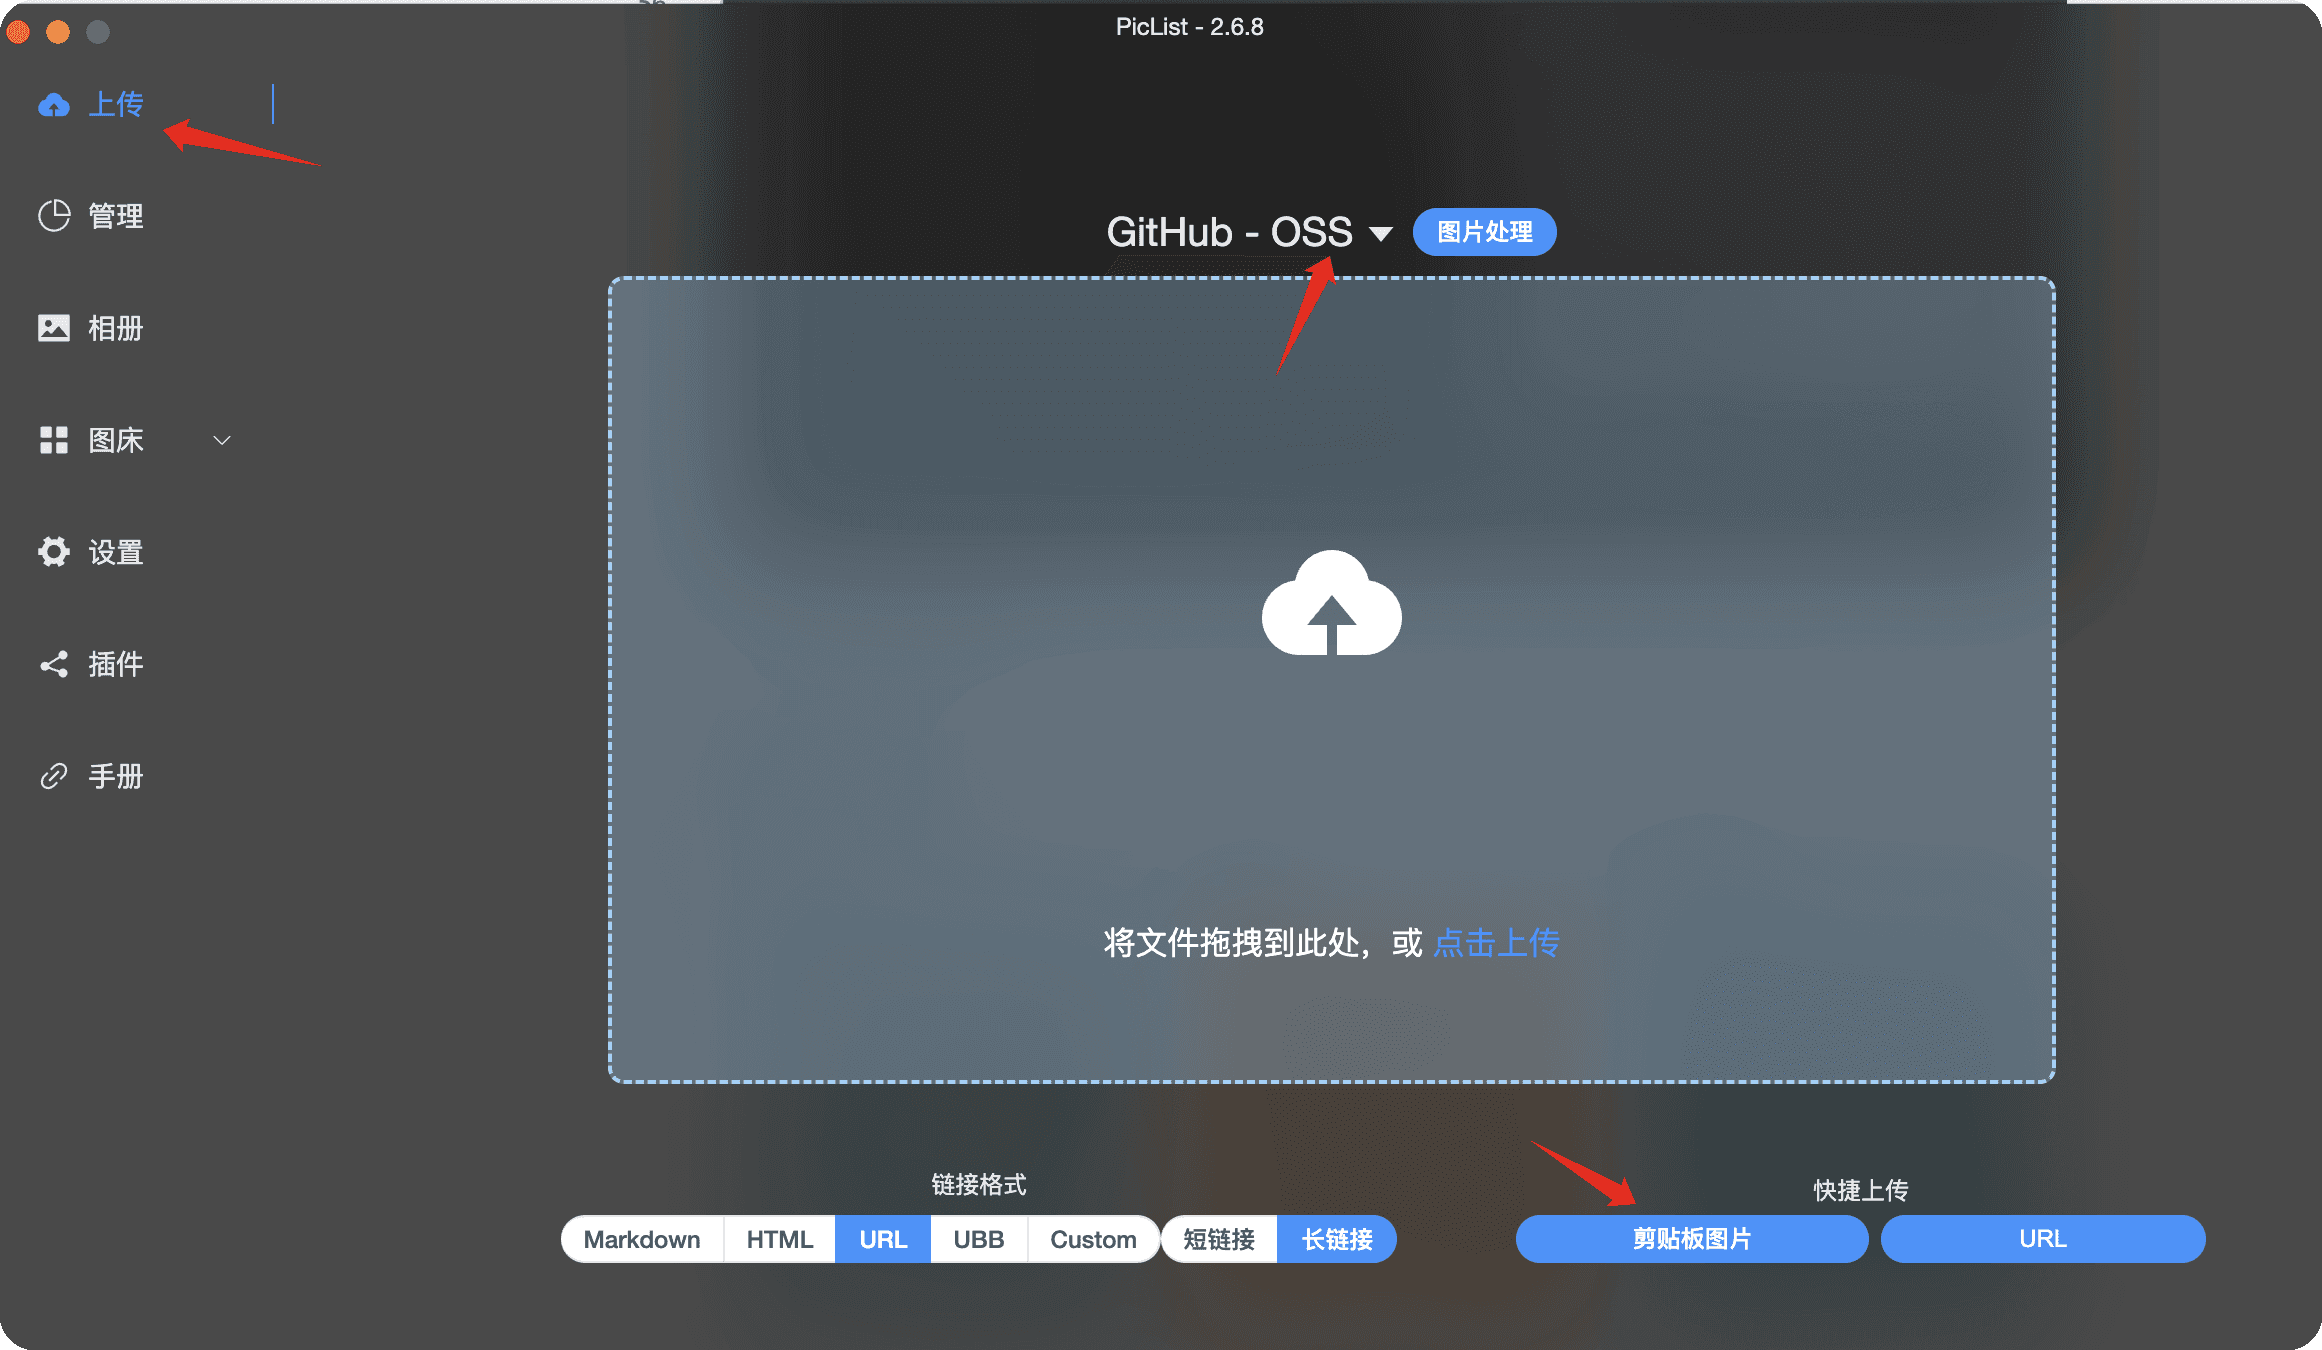 PicList - 2.6.8
上传
管理
相册
图床
设置
插件
手册
GitHub - OSS
图片处理
将文件拖拽到此处，或 点击上传
链接格式
Markdown HTML URL UBB Custom 短链接 长链接
快捷上传
剪贴板图片 URL